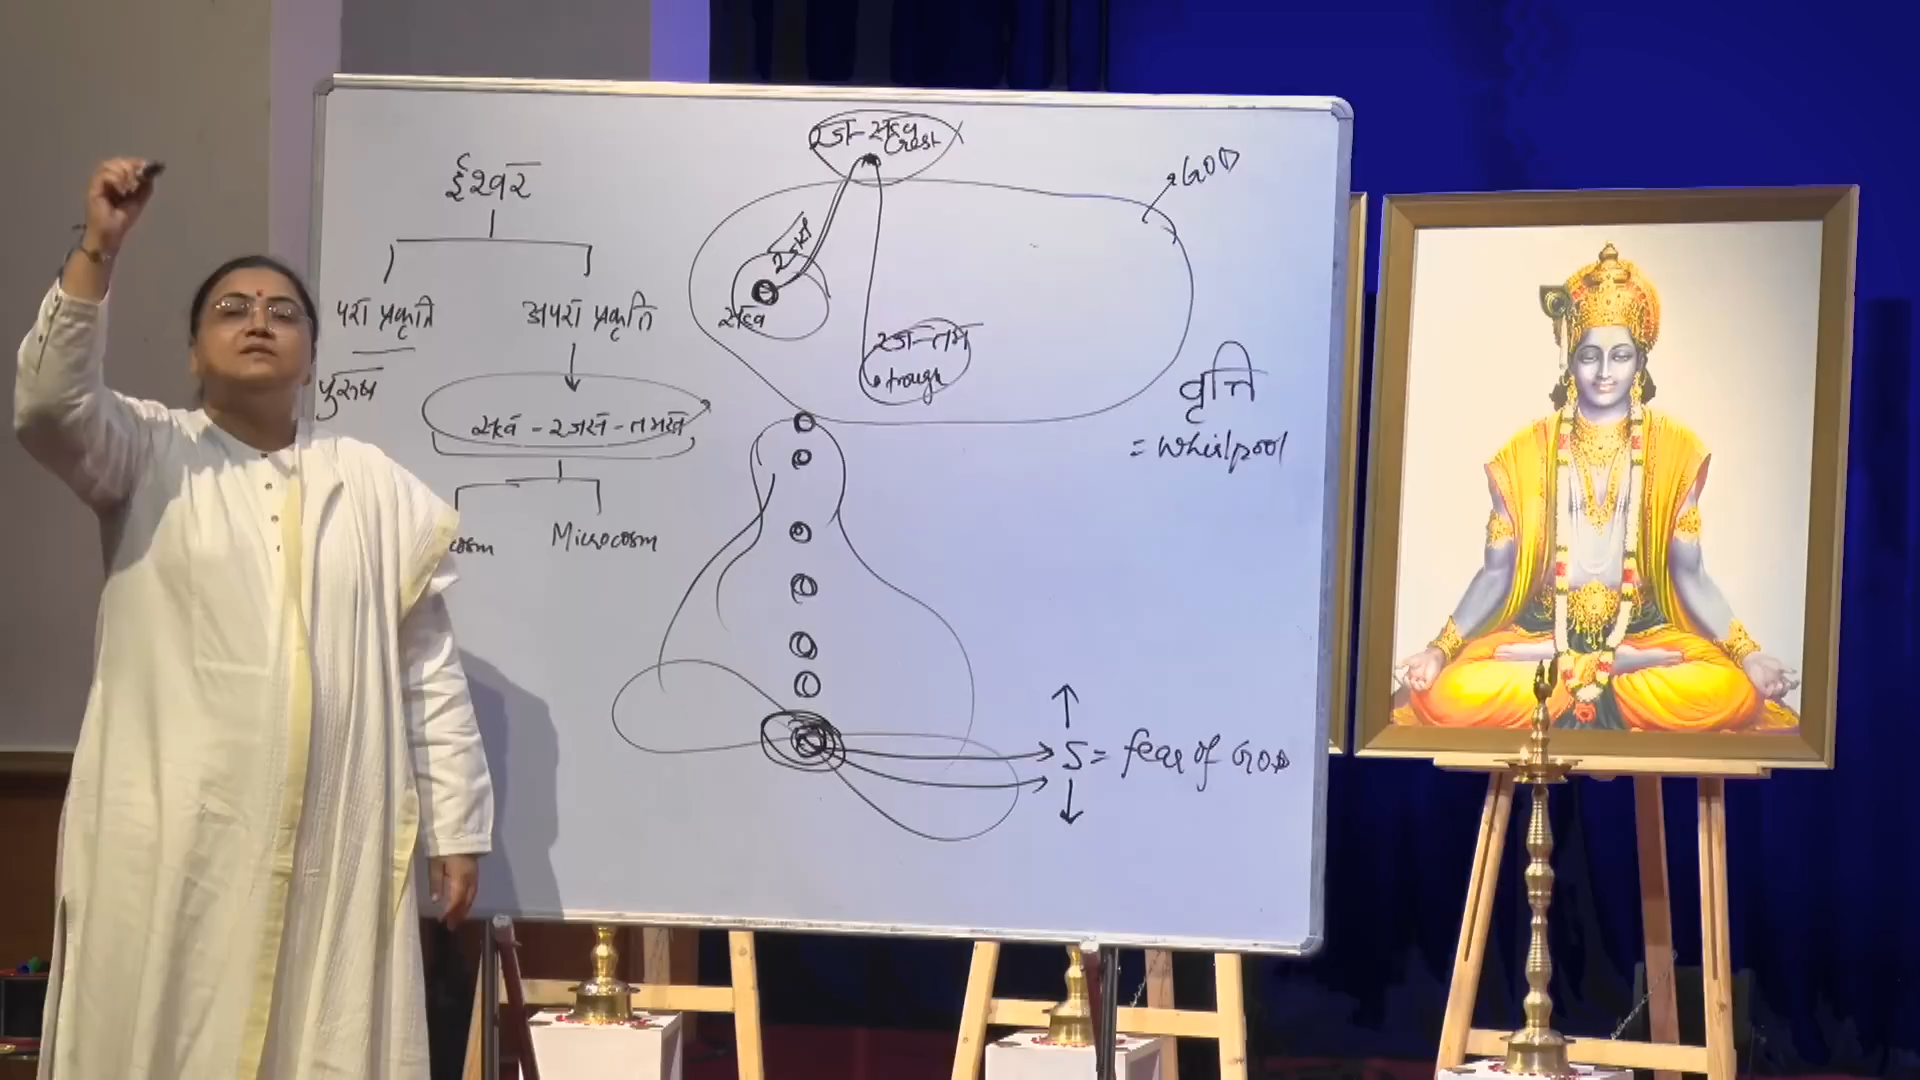 ईश्वर
परा प्रकृति
अपरा प्रकृति
पुरुष
सत्व - रजस - तमस
cosm
Microcosm
रज-सत्व
crest
GOD
सत्व
रज-तम
trough
वृत्ति
= whirlpool
S = fear of GOD